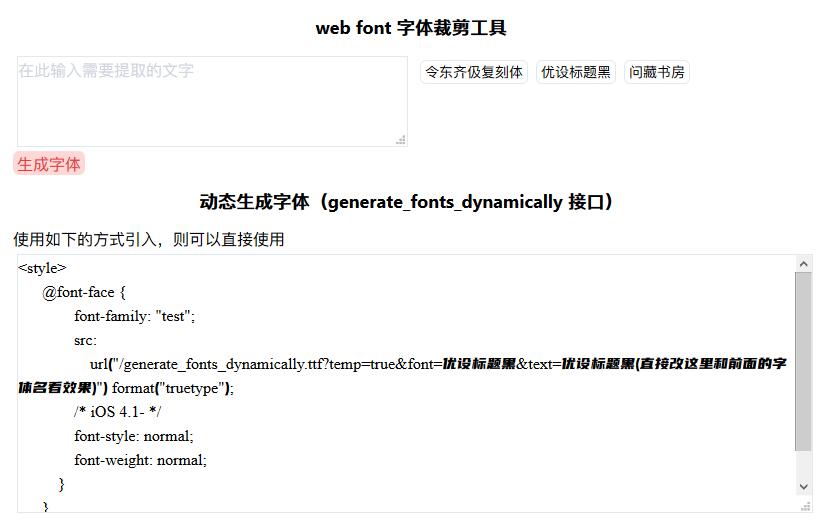 web font 字体裁剪工具
在此输入需要提取的文字
令东齐伋复刻体 优设标题黑 问藏书房
生成字体
动态生成字体（generate_fonts_dynamically 接口）
使用如下的方式引入，则可以直接使用
<style>
@font-face {
font-family: "test";
src:
url("/generate_fonts_dynamically.ttf?temp=true&font=优设标题黑&text=优设标题黑(直接改这里和前面的字
体名看效果)") format("truetype");
/* iOS 4.1- */
font-style: normal;
font-weight: normal;
}
}